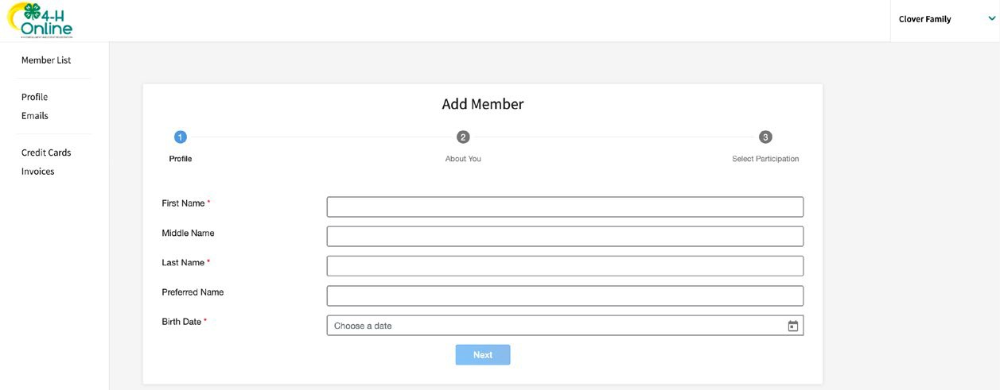 4-H
Online
Clover Family
Member List
Profile
Emails
Credit Cards
Invoices
Add Member
1
2
3
Profile
About You
Select Participation
First Name *
Middle Name
Last Name *
Preferred Name
Birth Date *
Choose a date
Next